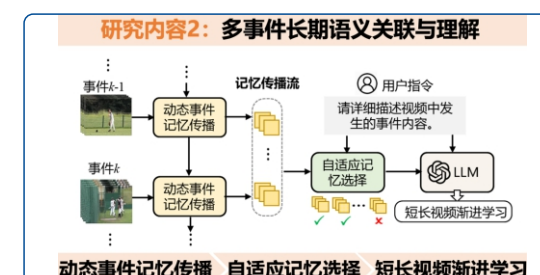 研究内容2：多事件长期语义关联与理解
事件k-1
动态事件
记忆传播
记忆传播流
用户指令
请详细描述视频中发
生的事件内容。
事件k
动态事件
记忆传播
自适应记
忆选择
LLM
短长视频渐进学习
动态事件记忆传播
自适应记忆选择
短长视频渐进学习